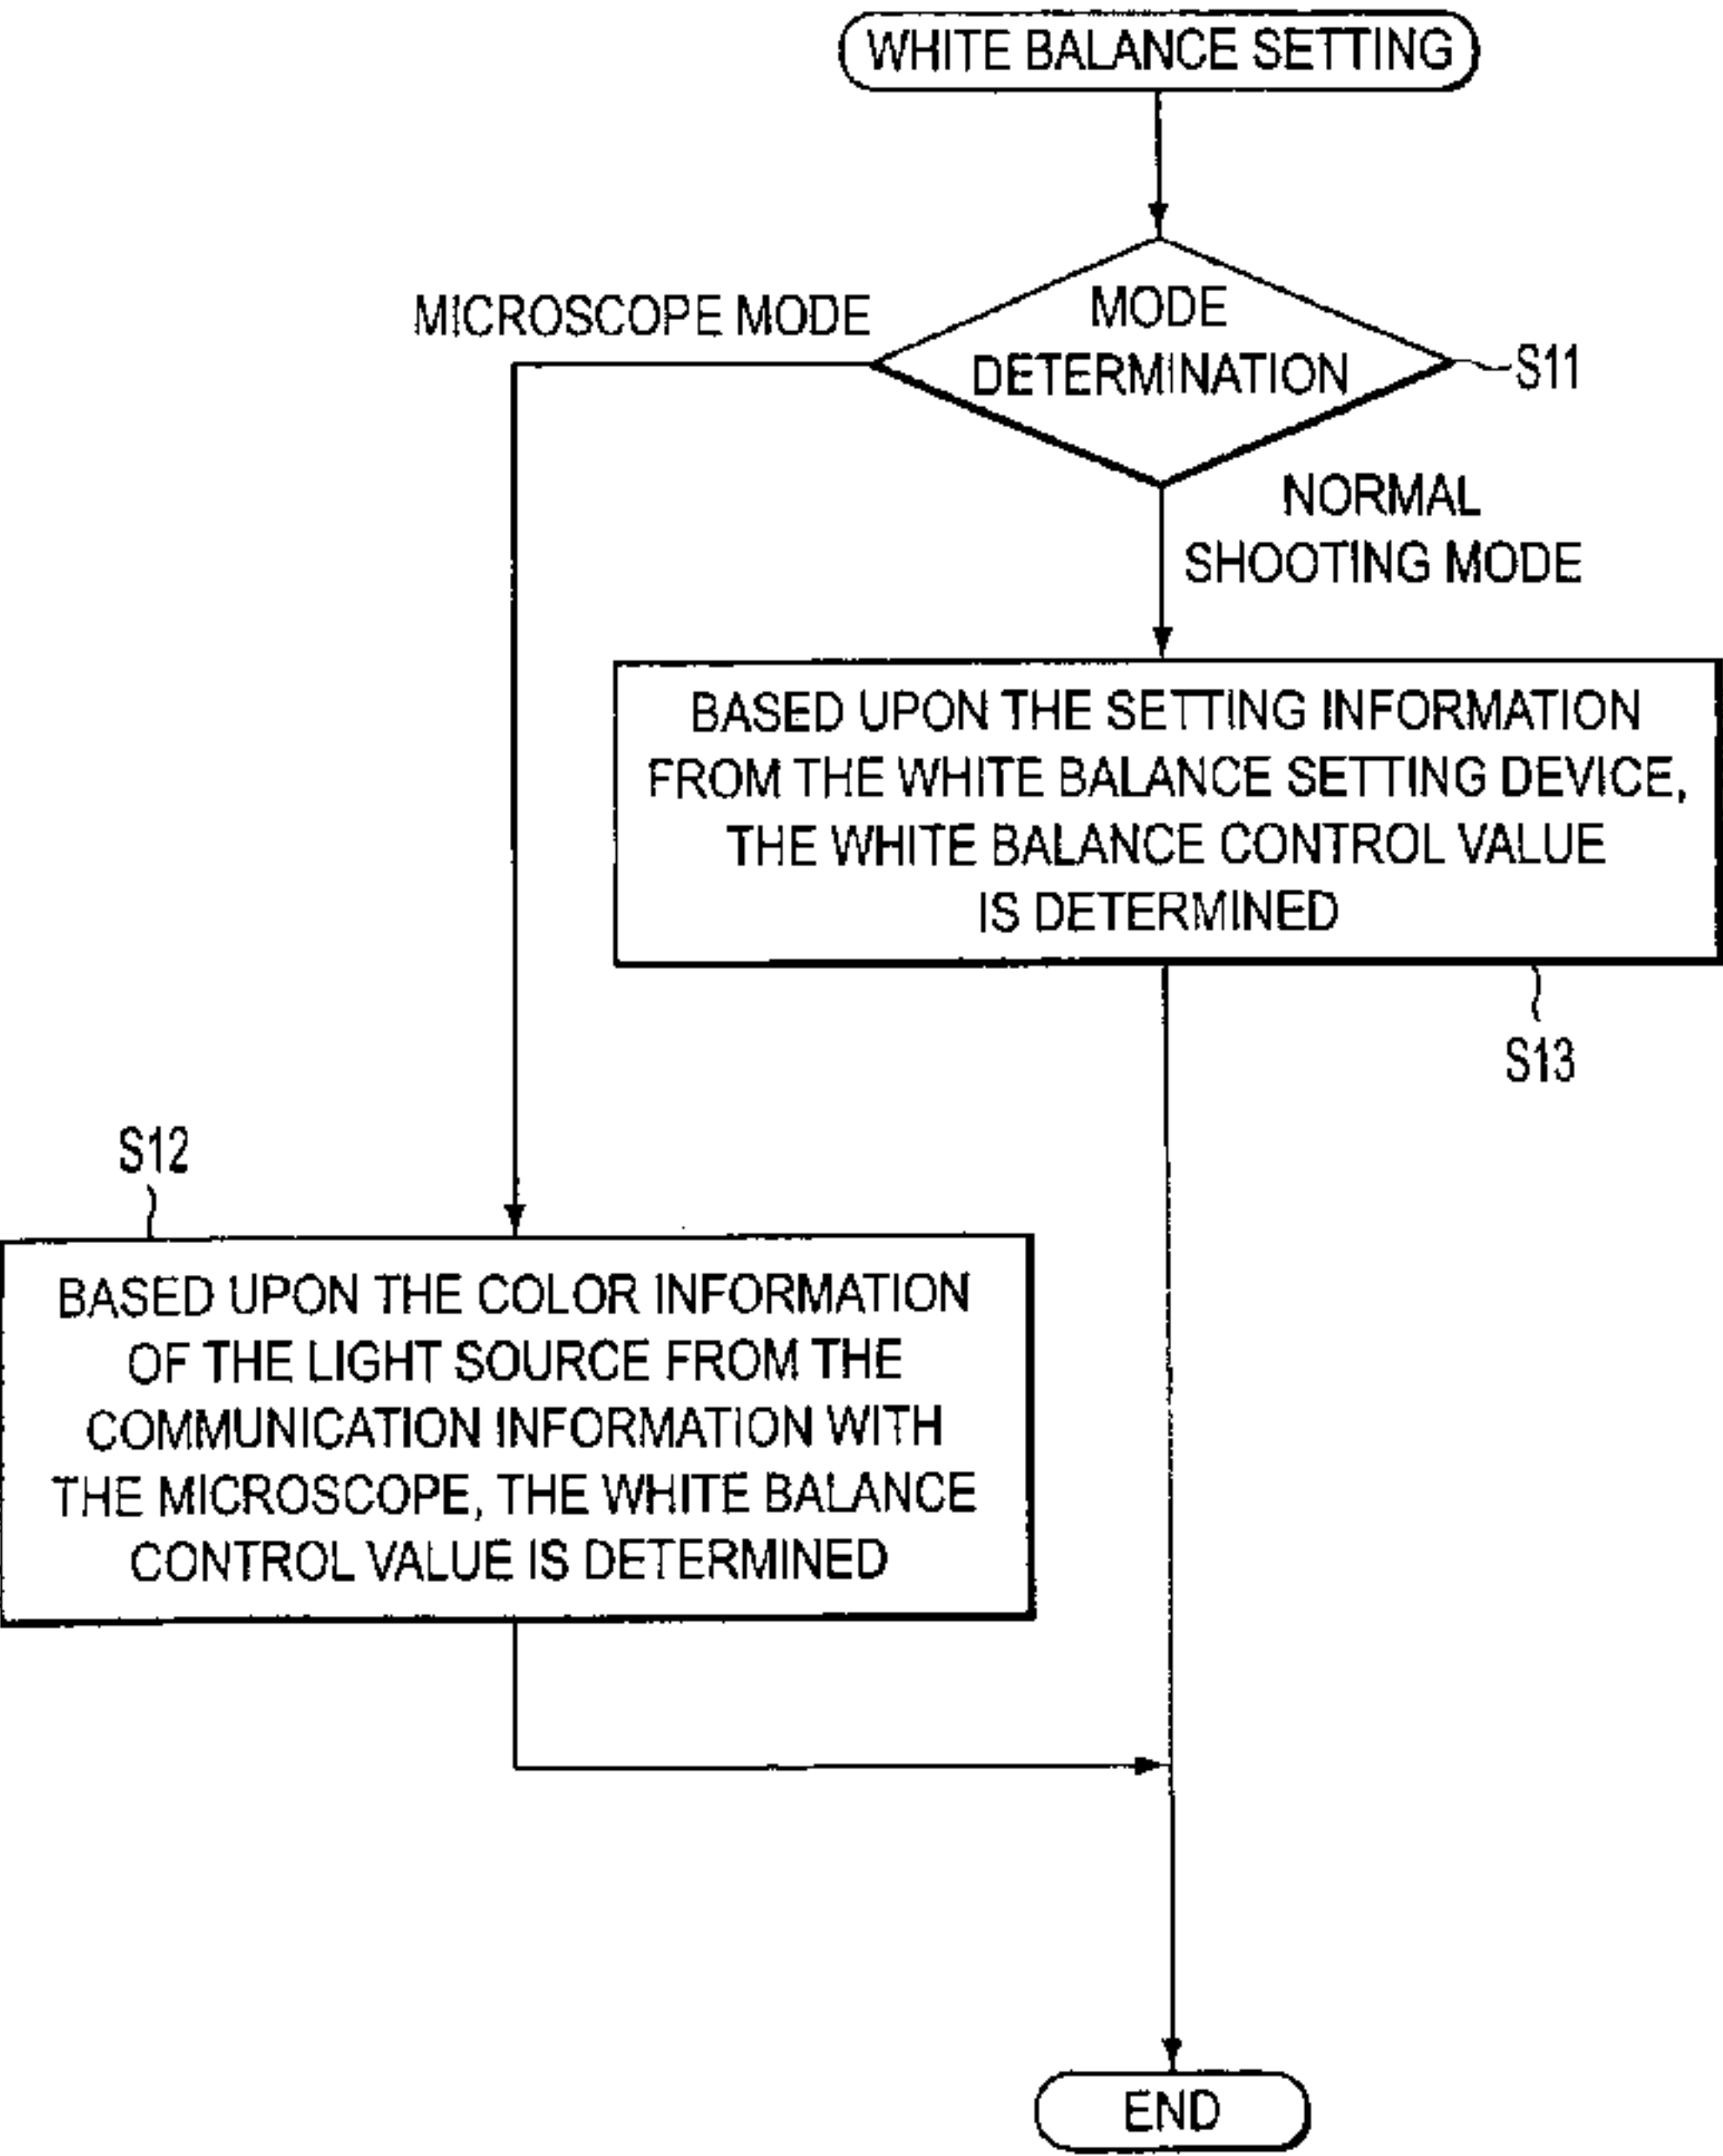 WHITE BALANCE SETTING
MICROSCOPE MODE
MODE
DETERMINATION
S11
NORMAL
SHOOTING MODE
BASED UPON THE SETTING INFORMATION
FROM THE WHITE BALANCE SETTING DEVICE,
THE WHITE BALANCE CONTROL VALUE
IS DETERMINED
S13
S12
BASED UPON THE COLOR INFORMATION
OF THE LIGHT SOURCE FROM THE
COMMUNICATION INFORMATION WITH
THE MICROSCOPE, THE WHITE BALANCE
CONTROL VALUE IS DETERMINED
END